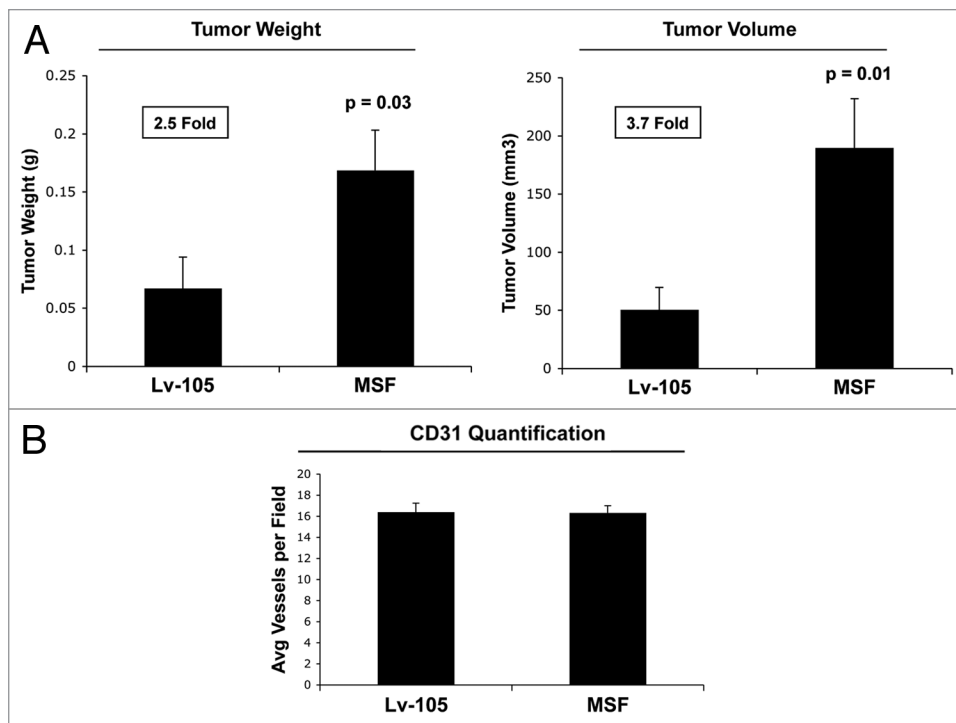 A
Tumor Weight
0.25
0.2
0.15
0.1
0.05
0
Tumor Weight (g)
2.5 Fold
p = 0.03
Lv-105
MSF
Tumor Volume
250
200
150
100
50
0
Tumor Volume (mm3)
3.7 Fold
p = 0.01
Lv-105
MSF
B
CD31 Quantification
20
18
16
14
12
10
8
6
4
2
0
Avg Vessels per Field
Lv-105
MSF